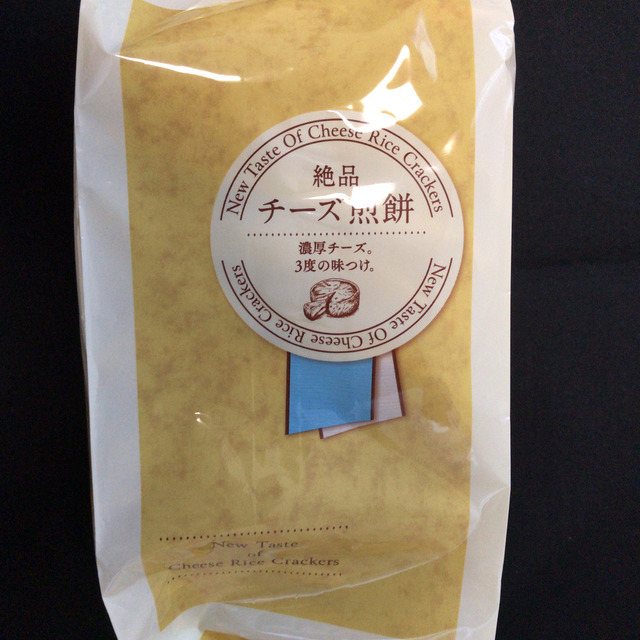 New Taste Of Cheese Rice Crackers
絶品
チーズ煎餅
濃厚チーズ。
3度の味つけ。
New Taste Of Cheese Rice Crackers
New Taste
of
Cheese Rice Crackers